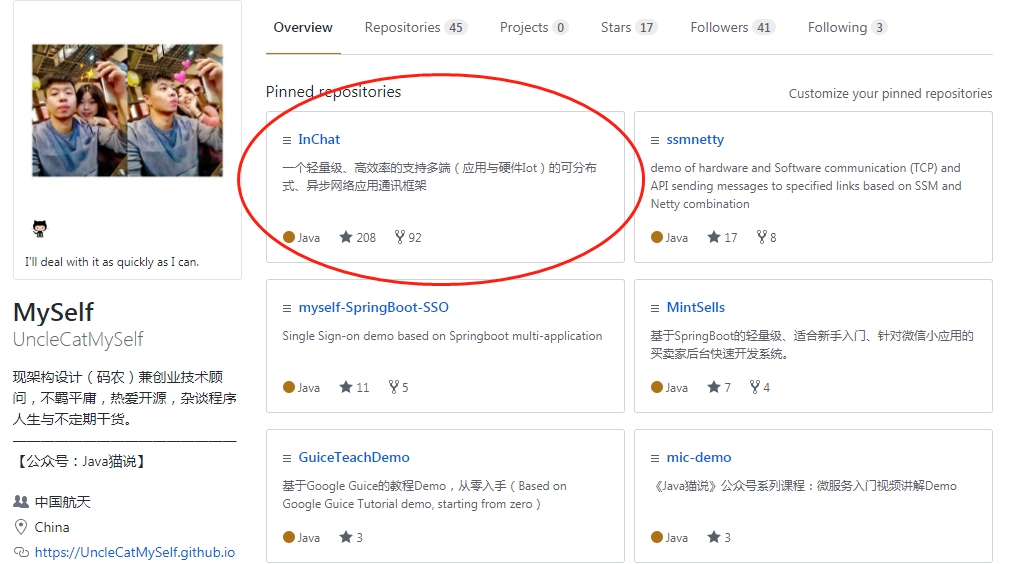 Overview Repositories 45 Projects 0 Stars 17 Followers 41 Following 3
Pinned repositories
Customize your pinned repositories
InChat
一个轻量级、高效率的支持多端（应用与硬件Iot）的可分布
式、异步网络应用通讯框架
Java 208 92
ssmnetty
demo of hardware and Software communication (TCP) and
API sending messages to specified links based on SSM and
Netty combination
Java 17 8
myself-SpringBoot-SSO
Single Sign-on demo based on Springboot multi-application
Java 11 5
MintSells
基于SpringBoot的轻量级、适合新手入门、针对微信小应用的
买卖家后台快速开发系统。
Java 7 4
GuiceTeachDemo
基于Google Guice的教程Demo，从零入手（Based on
Google Guice Tutorial demo, starting from zero）
Java 3
mic-demo
《Java猫说》公众号系列课程：微服务入门视频讲解Demo
Java 3
I'll deal with it as quickly as I can.
MySelf
UncleCatMySelf
现架构设计（码农）兼创业技术顾
问，不羁平庸，热爱开源，杂谈程序
人生与不定期干货。
【公众号：Java猫说】
中国航天
China
https://UncleCatMySelf.github.io